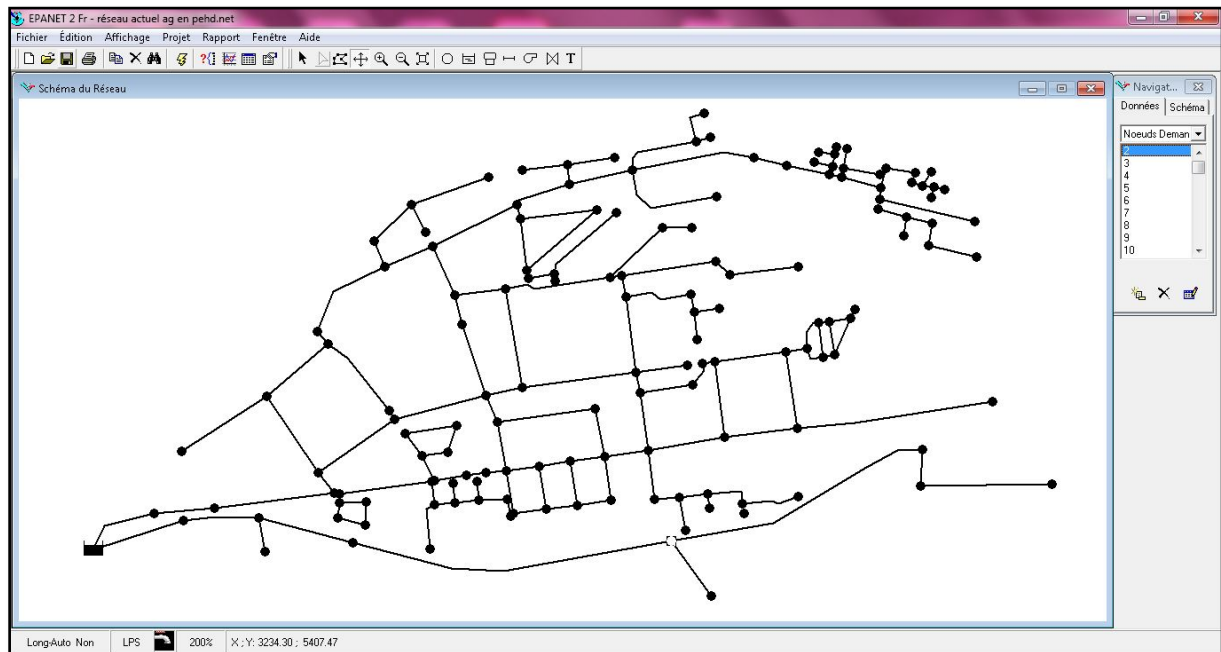 EPANET 2 Fr - réseau actuel ag en pehd.net
Fichier Édition Affichage Projet Rapport Fenêtre Aide
T
Schéma du Réseau
Navigat...
Données Schéma
Noeuds Deman
2
3
4
5
6
7
8
9
10
Long-Auto Non LPS 200% X ; Y: 3234.30 ; 5407.47